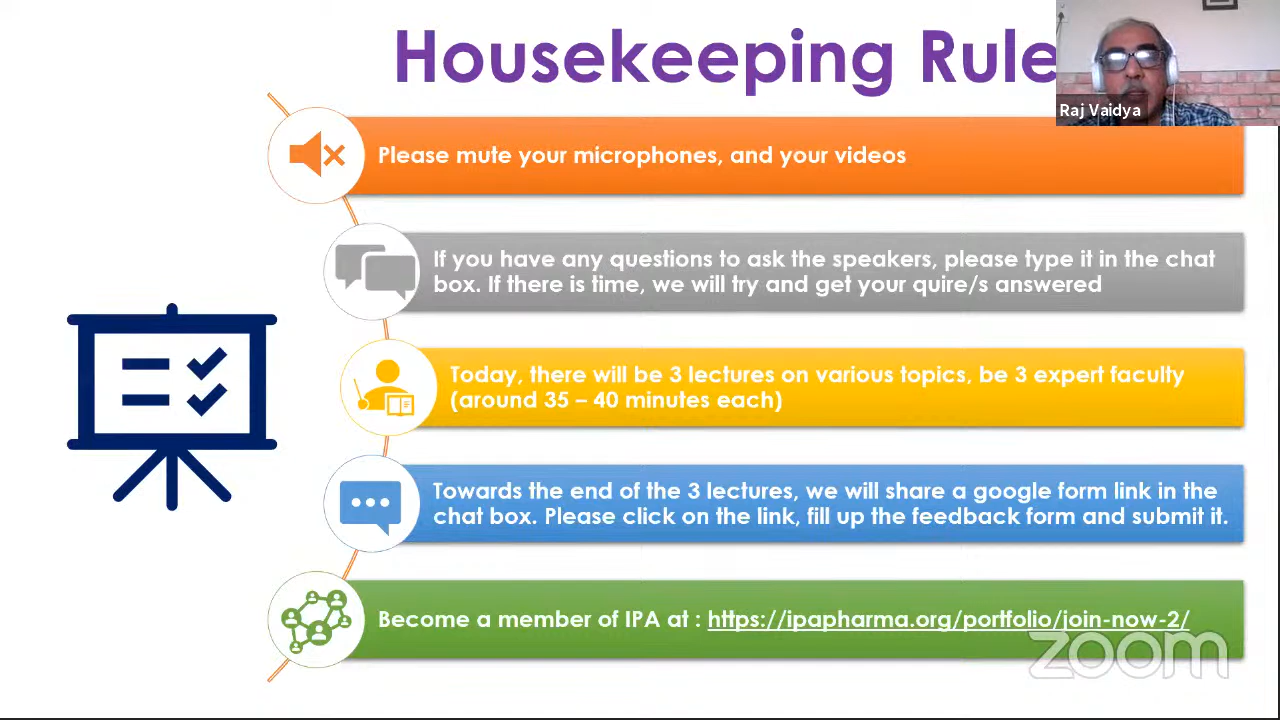 Housekeeping Rule
Raj Vaidya
Please mute your microphones, and your videos
If you have any questions to ask the speakers, please type it in the chat
box. If there is time, we will try and get your quire/s answered
Today, there will be 3 lectures on various topics, be 3 expert faculty
(around 35 – 40 minutes each)
Towards the end of the 3 lectures, we will share a google form link in the
chat box. Please click on the link, fill up the feedback form and submit it.
Become a member of IPA at : https://ipapharma.org/portfolio/join-now-2/
zoom